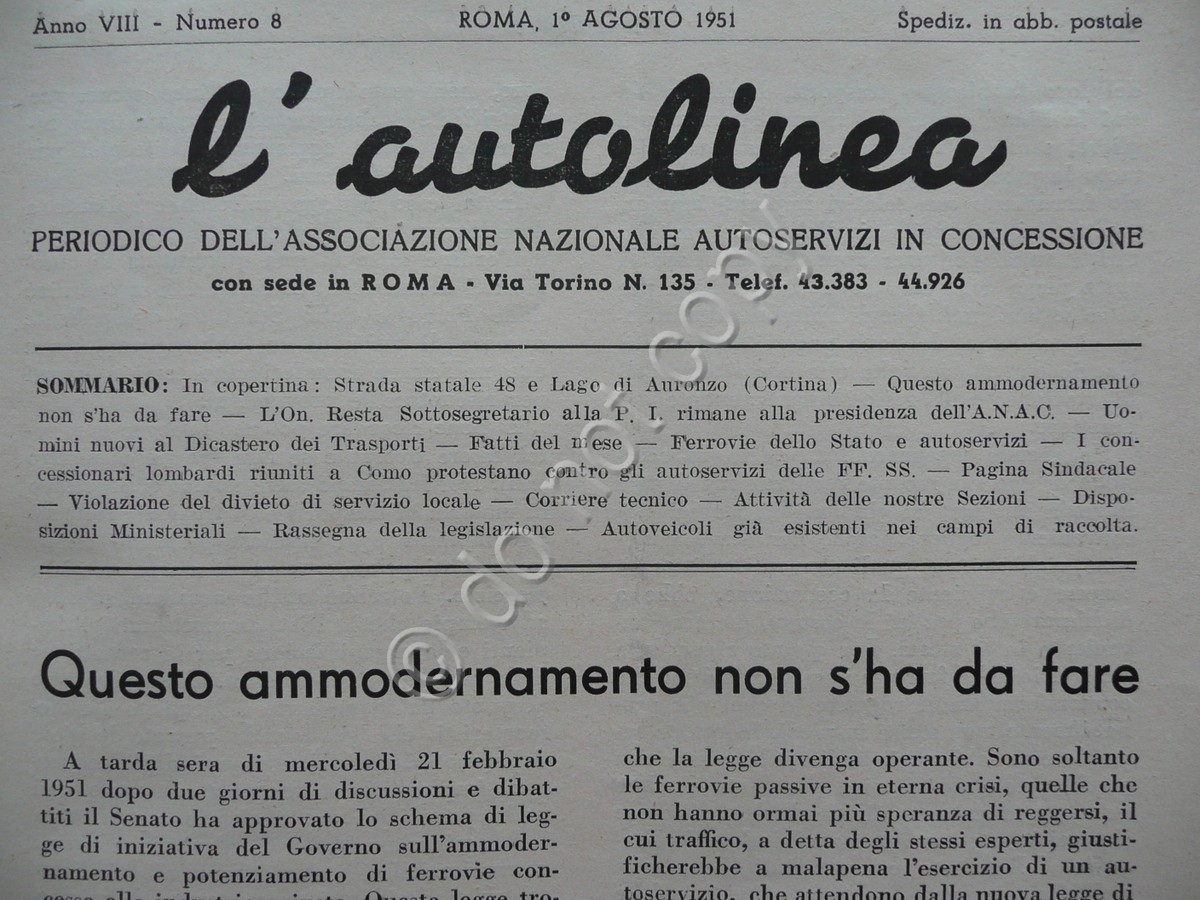 Anno VIII - Numero 8 ROMA, 1º AGOSTO 1951 Spediz. in abb. postale
l'autolinea
PERIODICO DELL'ASSOCIAZIONE NAZIONALE AUTOSERVIZI IN CONCESSIONE
con sede in ROMA - Via Torino N. 135 - Telef. 43.383 - 44.926
SOMMARIO: In copertina: Strada statale 48 e Lago di Auronzo (Cortina) — Questo ammodernamento
non s'ha da fare — L'On. Resta Sottosegretario alla P. I. rimane alla presidenza dell'A.N.A.C. — Uo-
mini nuovi al Dicastero dei Trasporti — Fatti del mese — Ferrovie dello Stato e autoservizi — I con-
cessionari lombardi riuniti a Como protestano contro gli autoservizi delle FF. SS. — Pagina Sindacale
— Violazione del divieto di servizio locale — Corriere tecnico — Attività delle nostre Sezioni — Dispo-
sizioni Ministeriali — Rassegna della legislazione — Autoveicoli già esistenti nei campi di raccolta.
© do not copy
Questo ammodernamento non s'ha da fare
A tarda sera di mercoledì 21 febbraio
1951 dopo due giorni di discussioni e dibat-
titi il Senato ha approvato lo schema di leg-
ge di iniziativa del Governo sull'ammoder-
namento e potenziamento di ferrovie con-
cesse alla industria privata. Questa legge tro-
che la legge divenga operante. Sono soltanto
le ferrovie passive in eterna crisi, quelle che
non hanno ormai più speranza di reggersi, il
cui traffico, a detta degli stessi esperti, giusti-
ficherebbe a malapena l'esercizio di un au-
toservizio, che attendono dalla nuova legge di